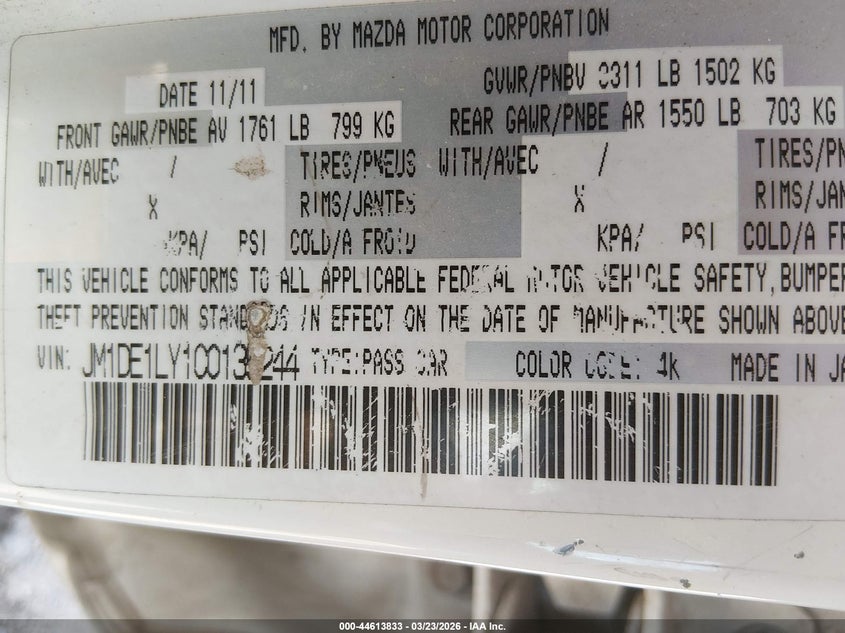 MFD. BY MAZDA MOTOR CORPORATION
DATE 11/11
GVWR/PNBV 3311 LB 1502 KG
FRONT GAWR/PNBE AV 1761 LB 799 KG
REAR GAWR/PNBE AR 1550 LB 703 KG
WITH/AVEC / TIRES/PNEUS WITH/AVEC / TIRES/PN
X RIMS/JANTES X RIMS/JANTE
KPA/ PSI COLD/A FROID KPA/ PSI COLD/A FR
THIS VEHICLE CONFORMS TO ALL APPLICABLE FEDERAL MOTOR VEHICLE SAFETY, BUMPER
THEFT PREVENTION STANDARDS IN EFFECT ON THE DATE OF MANUFACTURE SHOWN ABOVE
VIN: TYPE:PASS CAR COLOR CODE: 4K MADE IN JA
000-44613833 - 03/23/2026 - IAA Inc.